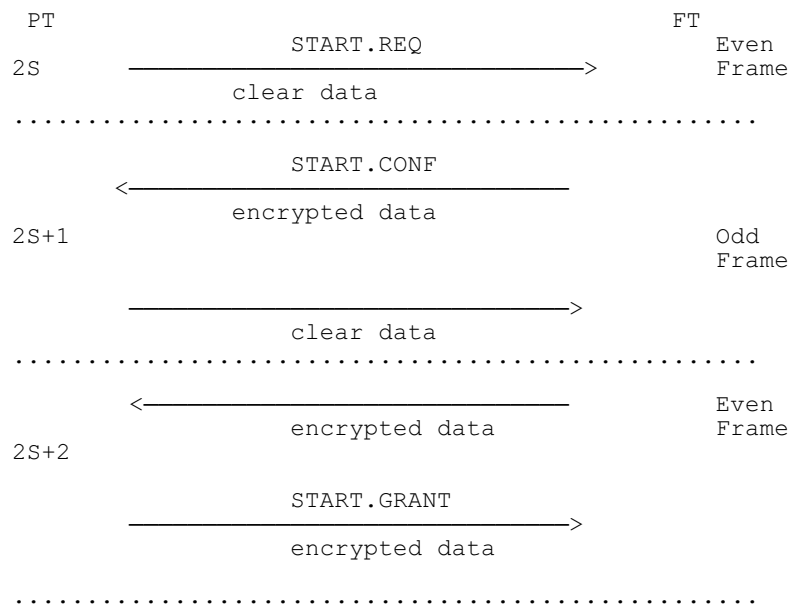 PT FT
START.REQ Even
2S Frame
clear data
START.CONF
encrypted data
2S+1 Odd
Frame
clear data
Even
encrypted data Frame
2S+2
START.GRANT
encrypted data